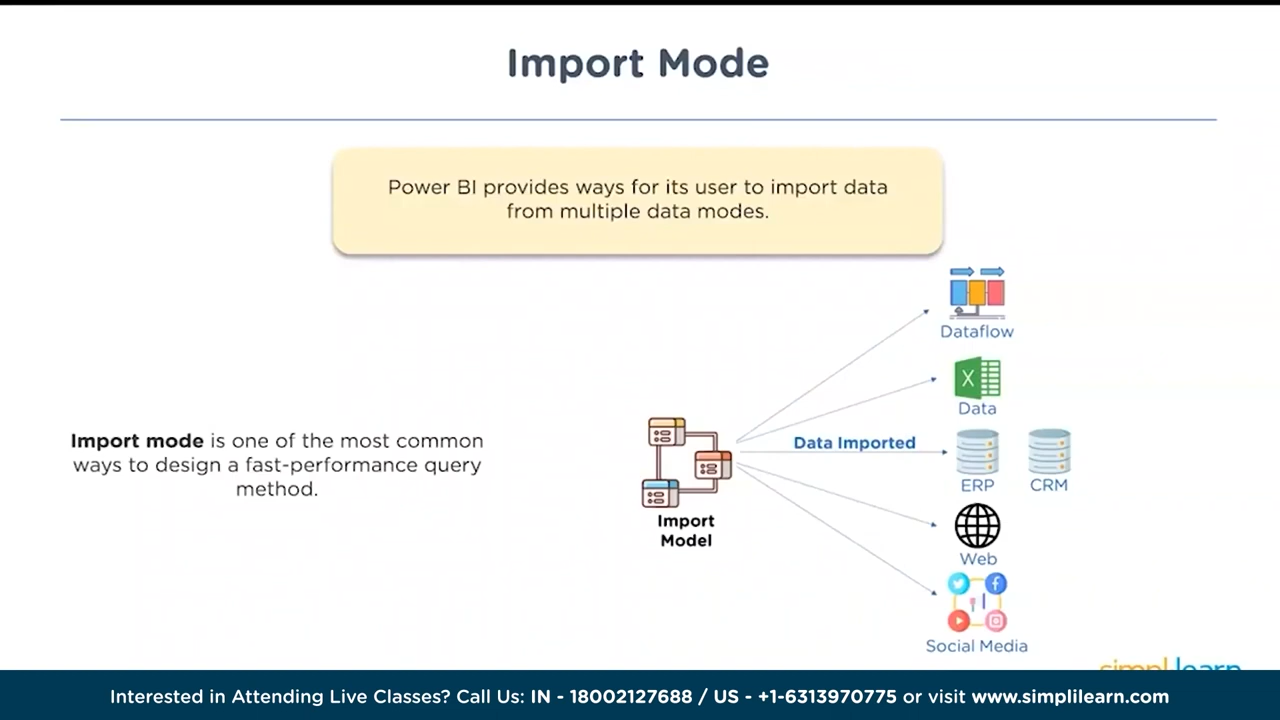 Import Mode
Power BI provides ways for its user to import data
from multiple data modes.
Dataflow
Data
Import mode is one of the most common
ways to design a fast-performance query
method.
Data Imported
ERP
CRM
Import
Model
Web
Social Media
simplilearn
Interested in Attending Live Classes? Call Us: IN - 18002127688 / US - +1-6313970775 or visit www.simplilearn.com